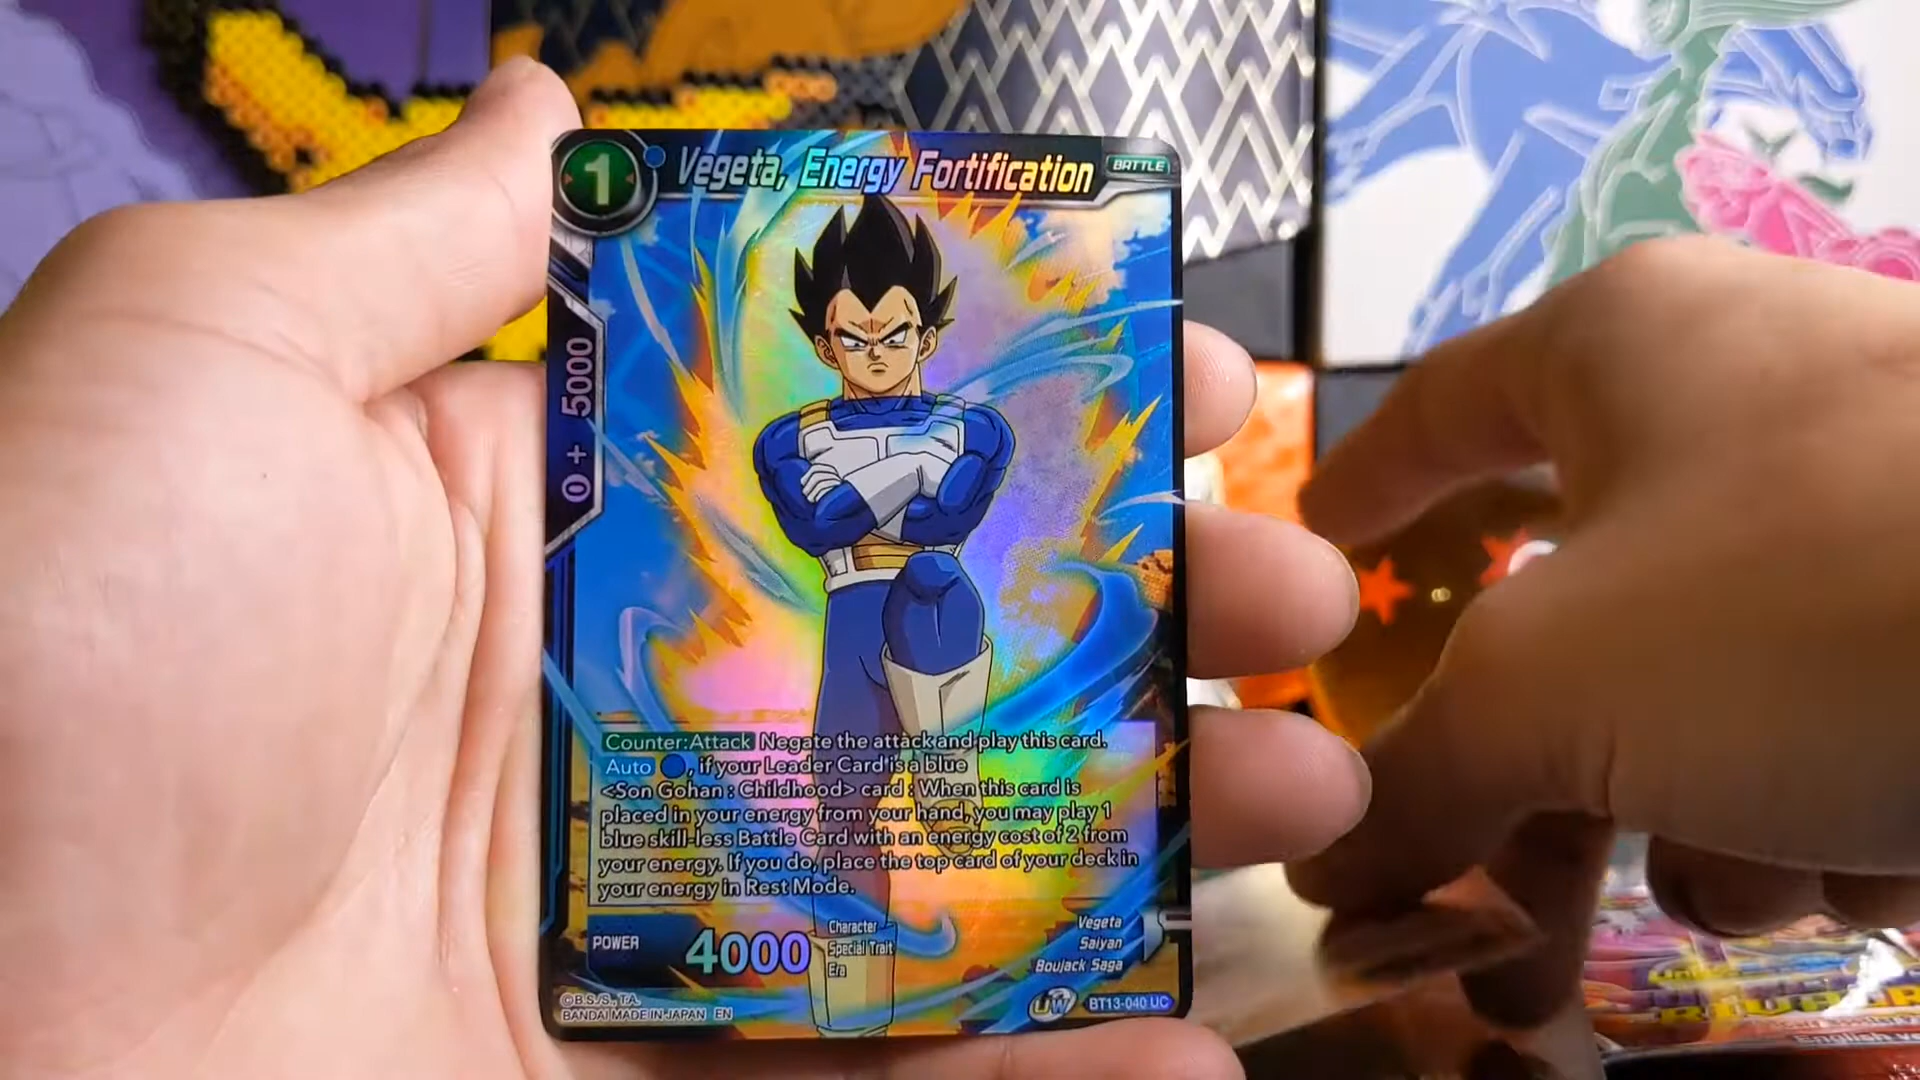 1 Vegeta, Energy Fortification BATTLE
0 + 5000
Counter:Attack Negate the attack and play this card.
Auto , if your Leader Card is a blue
<Son Gohan : Childhood> card : When this card is
placed in your energy from your hand, you may play 1
blue skill-less Battle Card with an energy cost of 2 from
your energy. If you do, place the top card of your deck in
your energy in Rest Mode.
POWER 4000
Character Vegeta
Special Trait Saiyan
Era Boujack Saga
©B.S./S., T.A.
BANDAI MADE IN JAPAN EN
UW BT13-040 UC
English